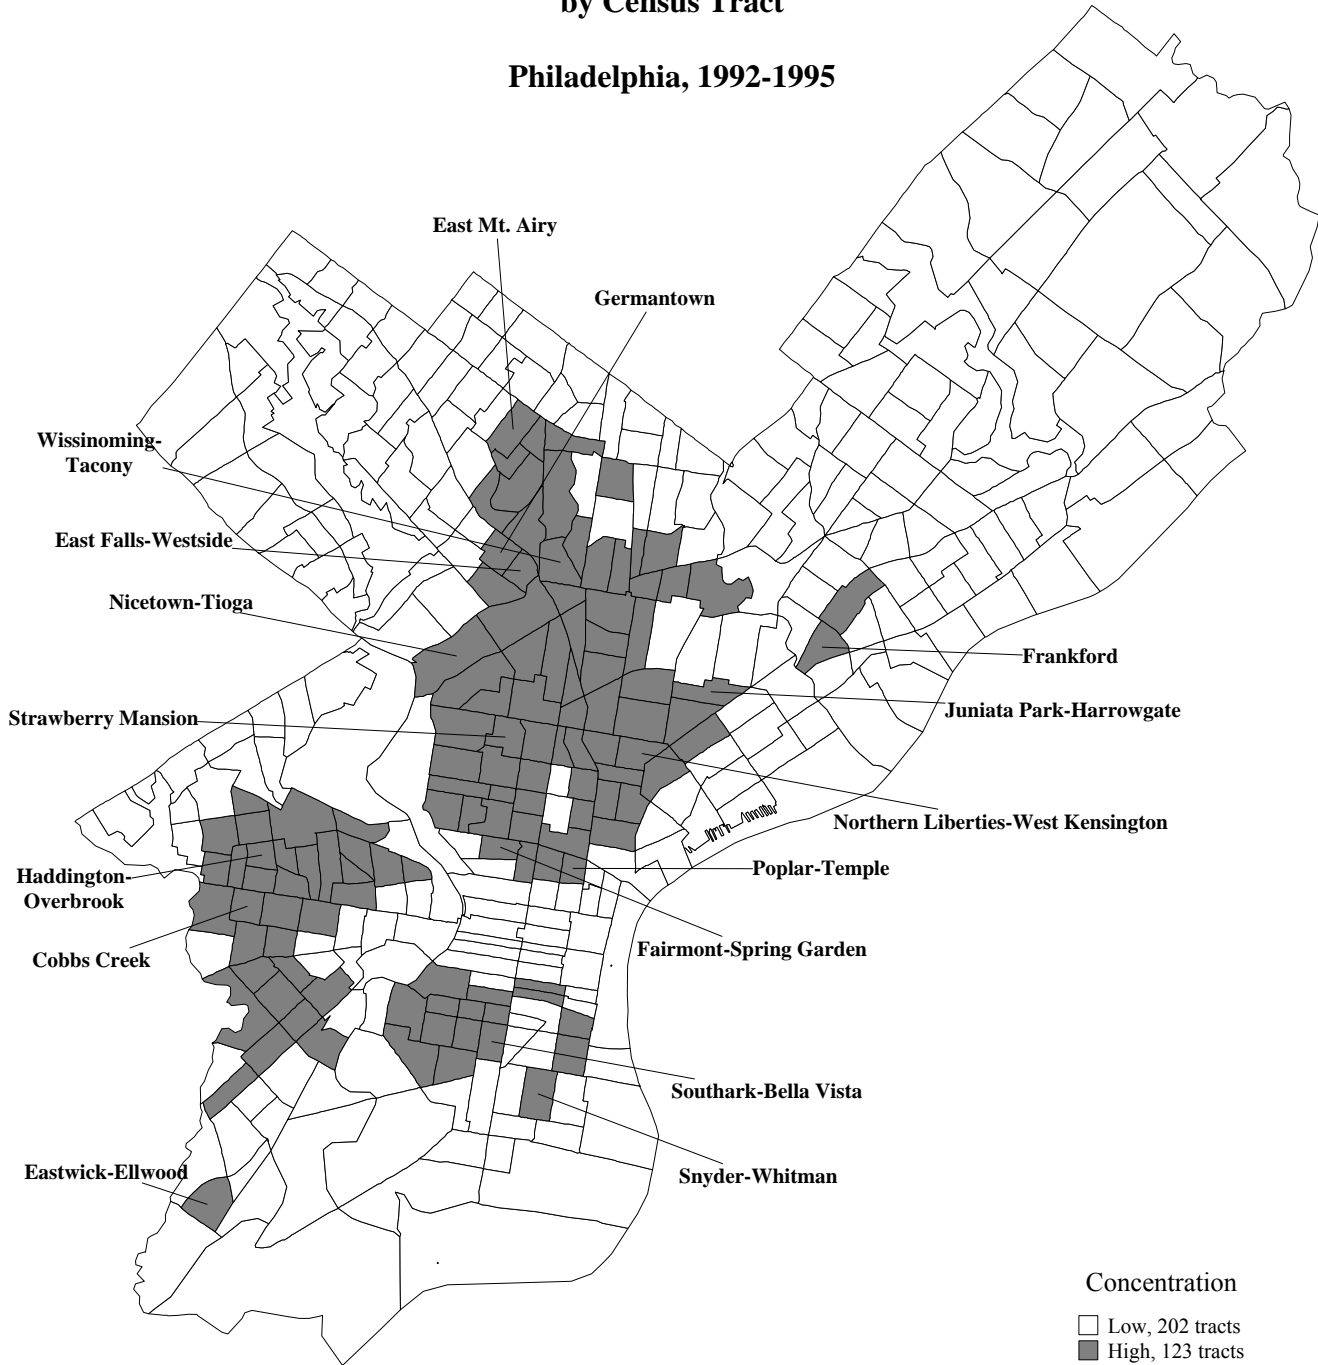 by Census Tract
Philadelphia, 1992-1995
East Mt. Airy
Germantown
Wissinoming-
Tacony
East Falls-Westside
Nicetown-Tioga
Frankford
Juniata Park-Harrowgate
Strawberry Mansion
Northern Liberties-West Kensington
Poplar-Temple
Haddington-
Overbrook
Fairmont-Spring Garden
Cobbs Creek
Southark-Bella Vista
Eastwick-Ellwood
Snyder-Whitman
Concentration
Low, 202 tracts
High, 123 tracts